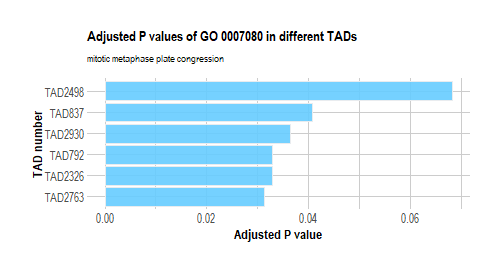 Adjusted P values of GO 0007080 in different TADs
mitotic metaphase plate congression
TAD number
TAD2498
TAD837
TAD2930
TAD792
TAD2326
TAD2763
0.00 0.02 0.04 0.06
Adjusted P value